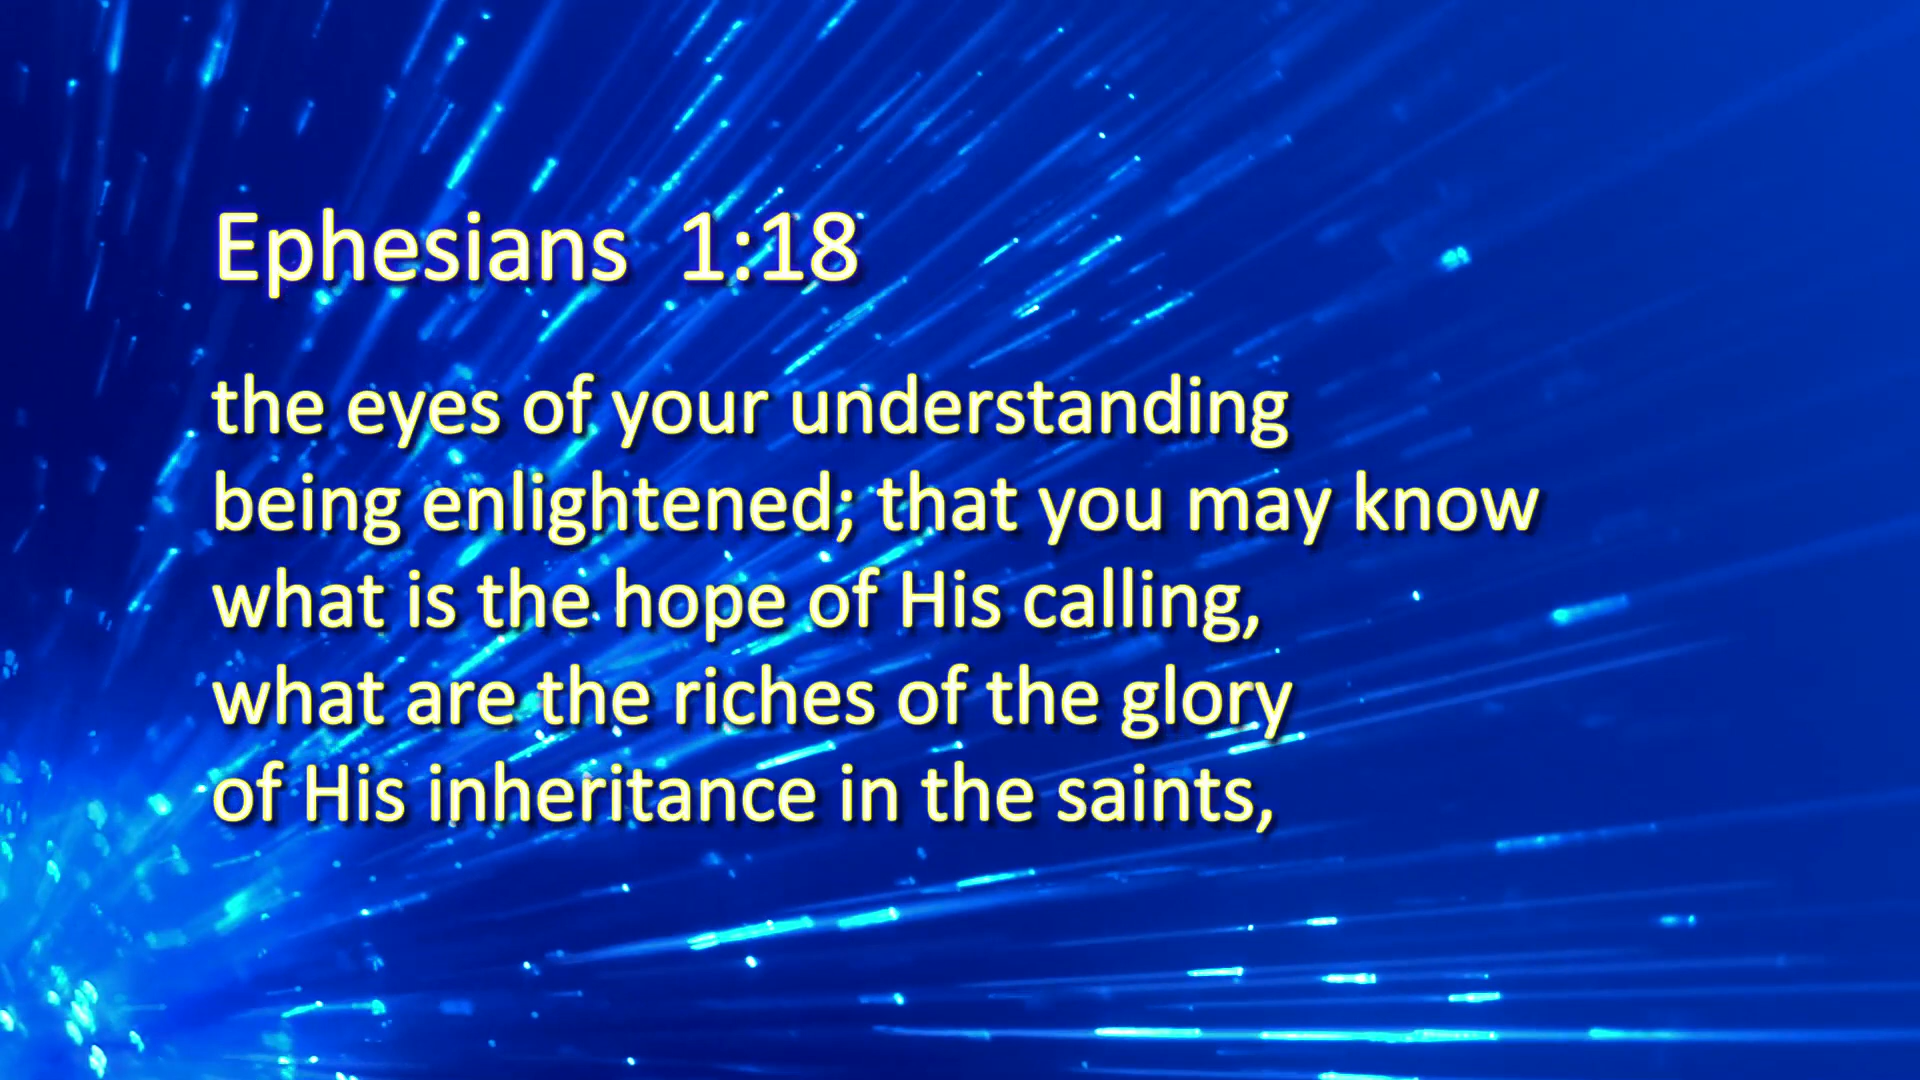 Ephesians 1:18
the eyes of your understanding
being enlightened; that you may know
what is the hope of His calling,
what are the riches of the glory
of His inheritance in the saints,